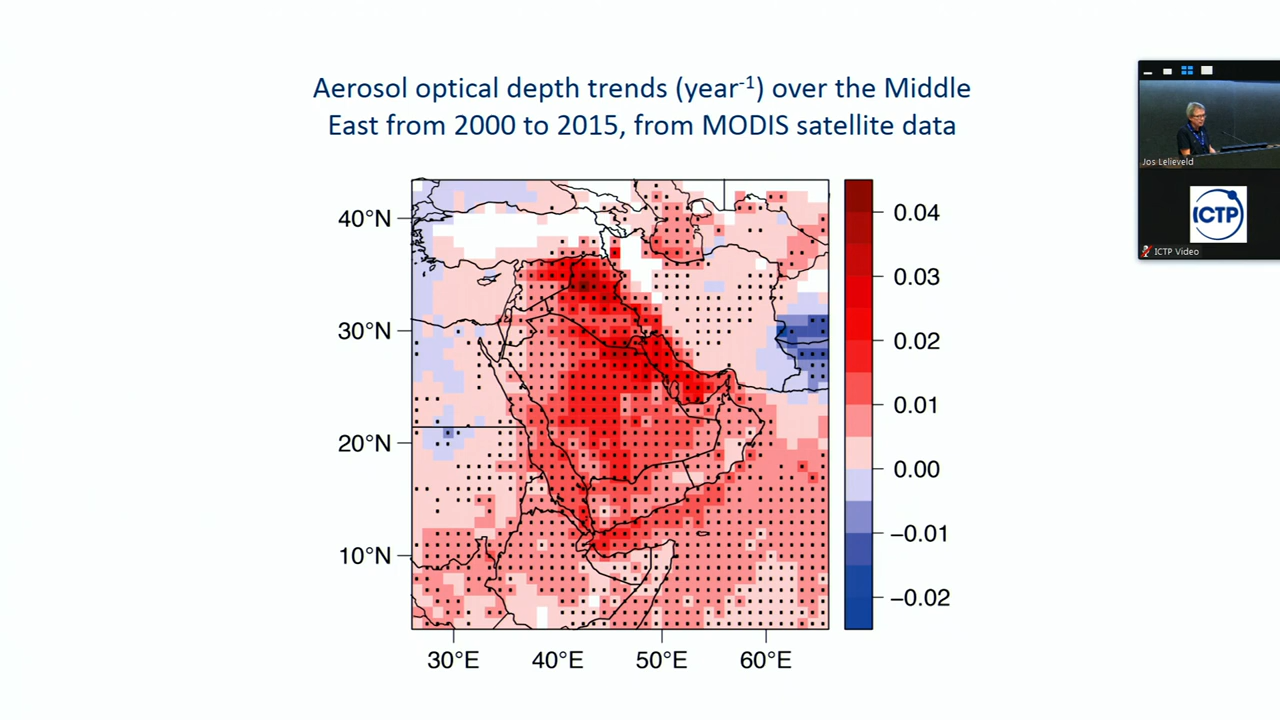 Aerosol optical depth trends (year⁻¹) over the Middle
East from 2000 to 2015, from MODIS satellite data
40°N
30°N
20°N
10°N
30°E 40°E 50°E 60°E
0.04
0.03
0.02
0.01
0.00
−0.01
−0.02
Jos Lelieveld
ICTP
ICTP Video